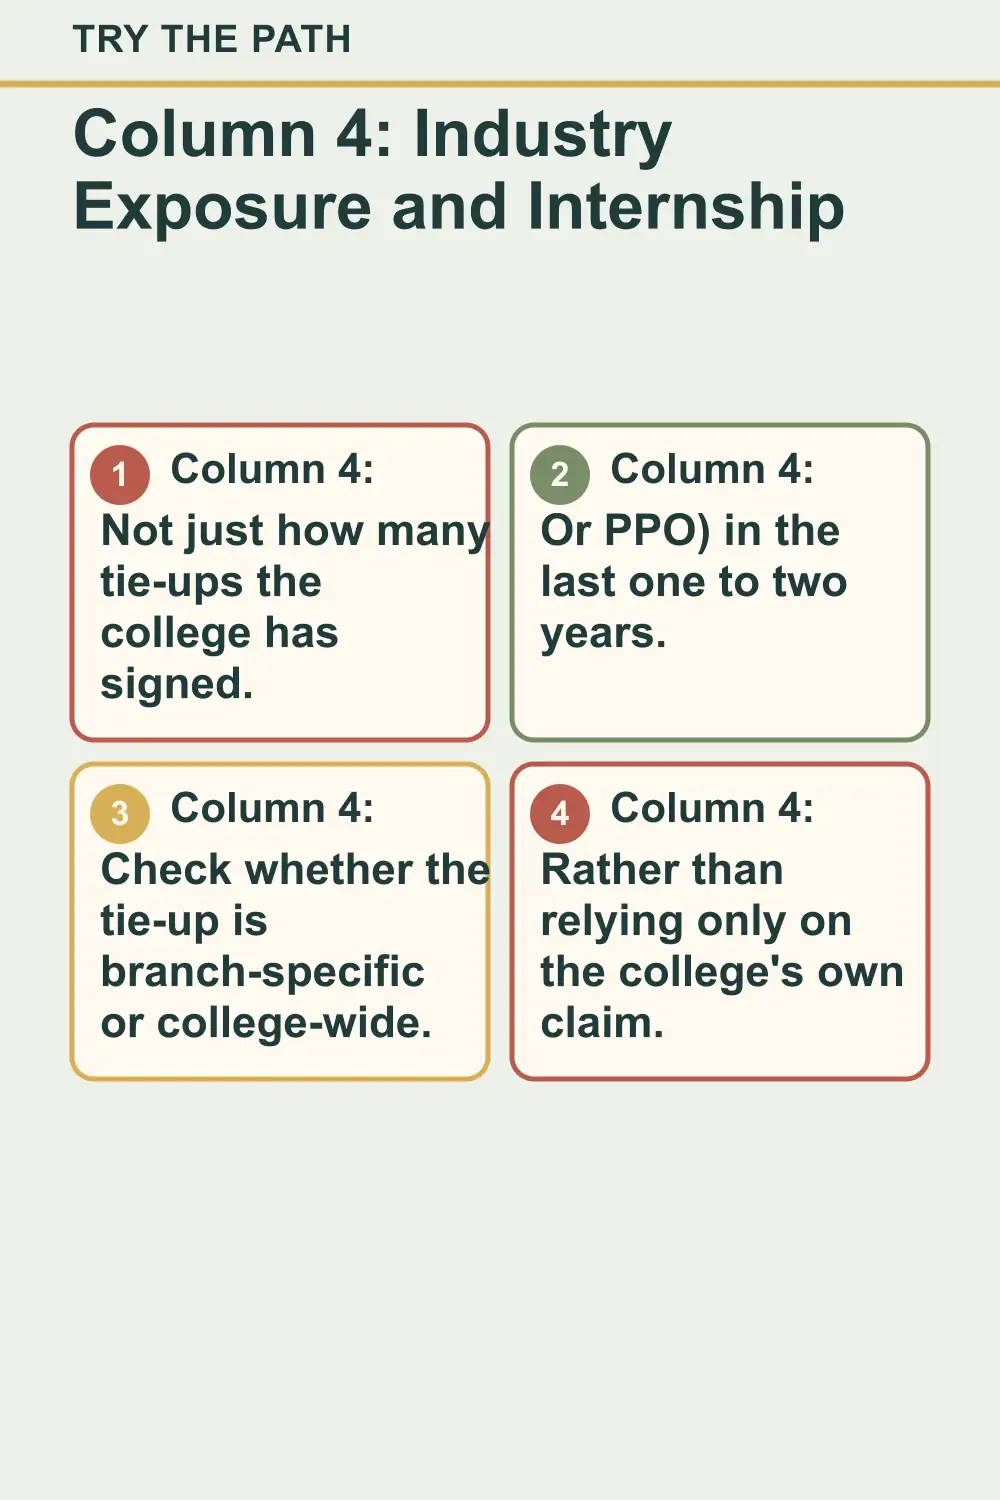 TRY THE PATH
Column 4: Industry
Exposure and Internship
1 Column 4:
Not just how many
tie-ups the
college has
signed.
2 Column 4:
Or PPO) in the
last one to two
years.
3 Column 4:
Check whether the
tie-up is
branch-specific
or college-wide.
4 Column 4:
Rather than
relying only on
the college's own
claim.